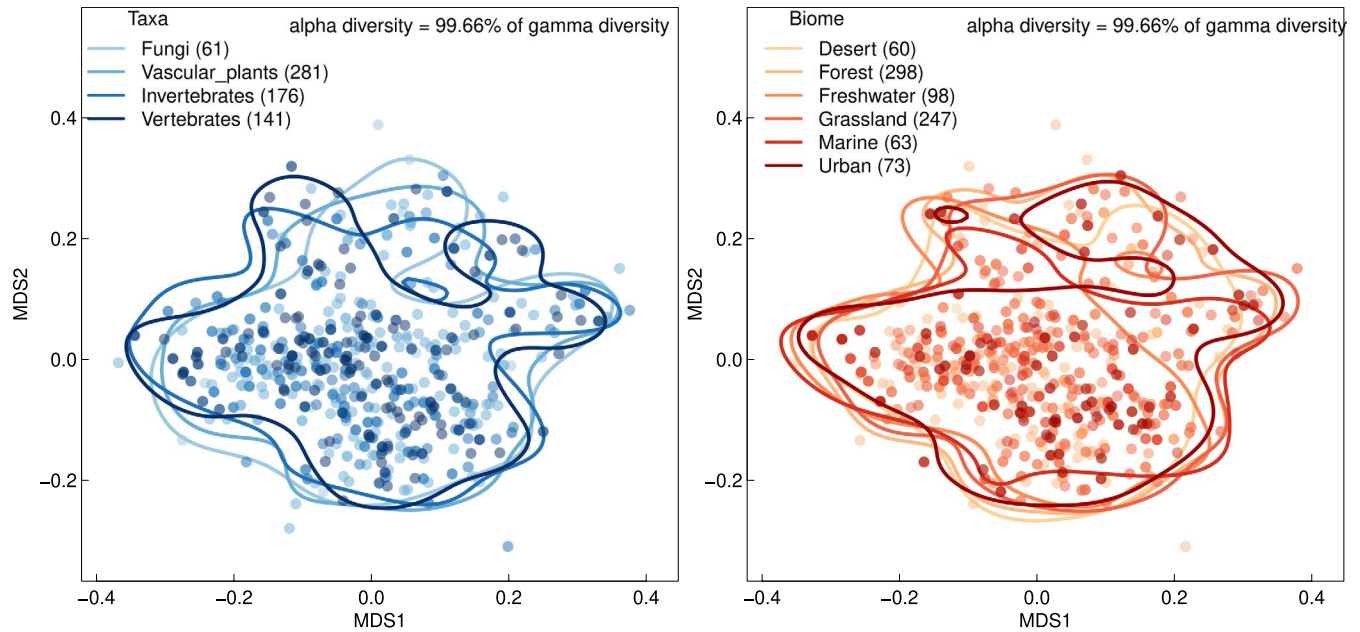 Taxa
alpha diversity = 99.66% of gamma diversity
Fungi (61)
Vascular_plants (281)
Invertebrates (176)
Vertebrates (141)
0.4
0.2
0.0
−0.2
MDS2
−0.4
−0.2
0.0
0.2
0.4
MDS1
Biome
alpha diversity = 99.66% of gamma diversity
Desert (60)
Forest (298)
Freshwater (98)
Grassland (247)
Marine (63)
Urban (73)
0.4
0.2
0.0
−0.2
MDS2
−0.4
−0.2
0.0
0.2
0.4
MDS1